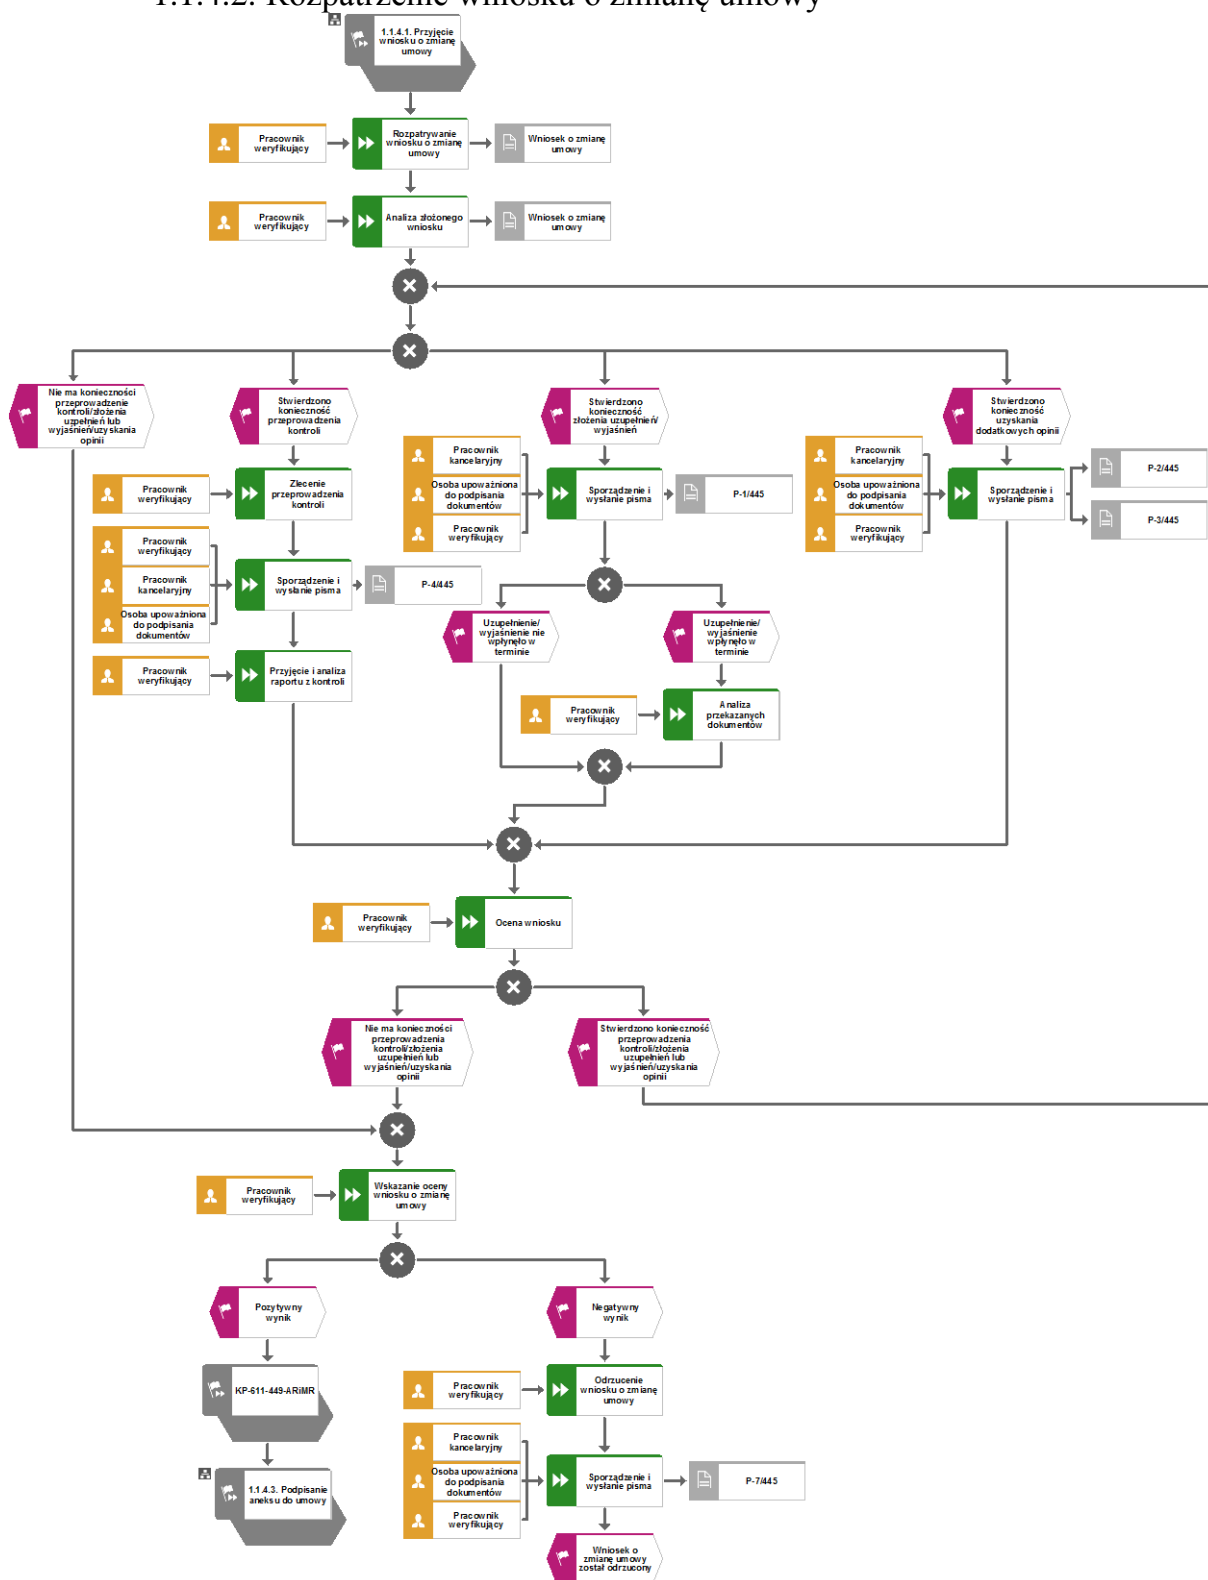 1.1.4.2. Rozpatrzenie wniosku o zmianę umowy
1.1.4.1. Przyjęcie
wniosku o zmianę
umowy
Pracownik
weryfikujący
Rozpatrywanie
wniosku o zmianę
umowy
Wniosek o zmianę
umowy
Pracownik
weryfikujący
Analiza złożonego
wniosku
Wniosek o zmianę
umowy
Nie ma konieczności
przeprowadzenie
kontroli/złożenia
uzpełnień lub
wyjaśnień/uzyskania
opinii
Stwierdzono
konieczność
przeprowadzenia
kontroli
Stwierdzono
konieczność
złożenia uzupełnień/
wyjaśnień
Stwierdzono
konieczność
uzyskania
dodatkowych opinii
Pracownik
weryfikujący
Zlecenie
przeprowadzenia
kontroli
Pracownik
kancelaryjny
Osoba upoważniona
do podpisania
dokumentów
Pracownik
weryfikujący
Sporządzenie i
wysłanie pisma
P-1/445
Pracownik
kancelaryjny
Osoba upoważniona
do podpisania
dokumentów
Pracownik
weryfikujący
Sporządzenie i
wysłanie pisma
P-2/445
P-3/445
Pracownik
weryfikujący
Pracownik
kancelaryjny
Osoba upoważniona
do podpisania
dokumentów
Sporządzenie i
wysłanie pisma
P-4/445
Uzupełnienie/
wyjaśnienie nie
wpłynęło w
terminie
Uzupełnienie/
wyjaśnienie
wpłynęło w
terminie
Pracownik
weryfikujący
Przyjęcie i analiza
raportu z kontroli
Pracownik
weryfikujący
Analiza
przekazanych
dokumentów
Pracownik
weryfikujący
Ocena wniosku
Nie ma konieczności
przeprowadzenia
kontroli/złożenia
uzupełnień lub
wyjaśnień/uzyskania
opinii
Stwierdzono konieczność
przeprowadzenia
kontroli/złożenia
uzupełnień lub
wyjaśnień/uzyskania
opinii
Pracownik
weryfikujący
Wskazanie oceny
wniosku o zmianę
umowy
Pozytywny
wynik
Negatywny
wynik
KP-611-449-ARiMR
Pracownik
weryfikujący
Odrzucenie
wniosku o zmianę
umowy
1.1.4.3. Podpisanie
aneksu do umowy
Pracownik
kancelaryjny
Osoba upoważniona
do podpisania
dokumentów
Pracownik
weryfikujący
Sporządzenie i
wysłanie pisma
P-7/445
Wniosek o
zmianę umowy
został odrzucony